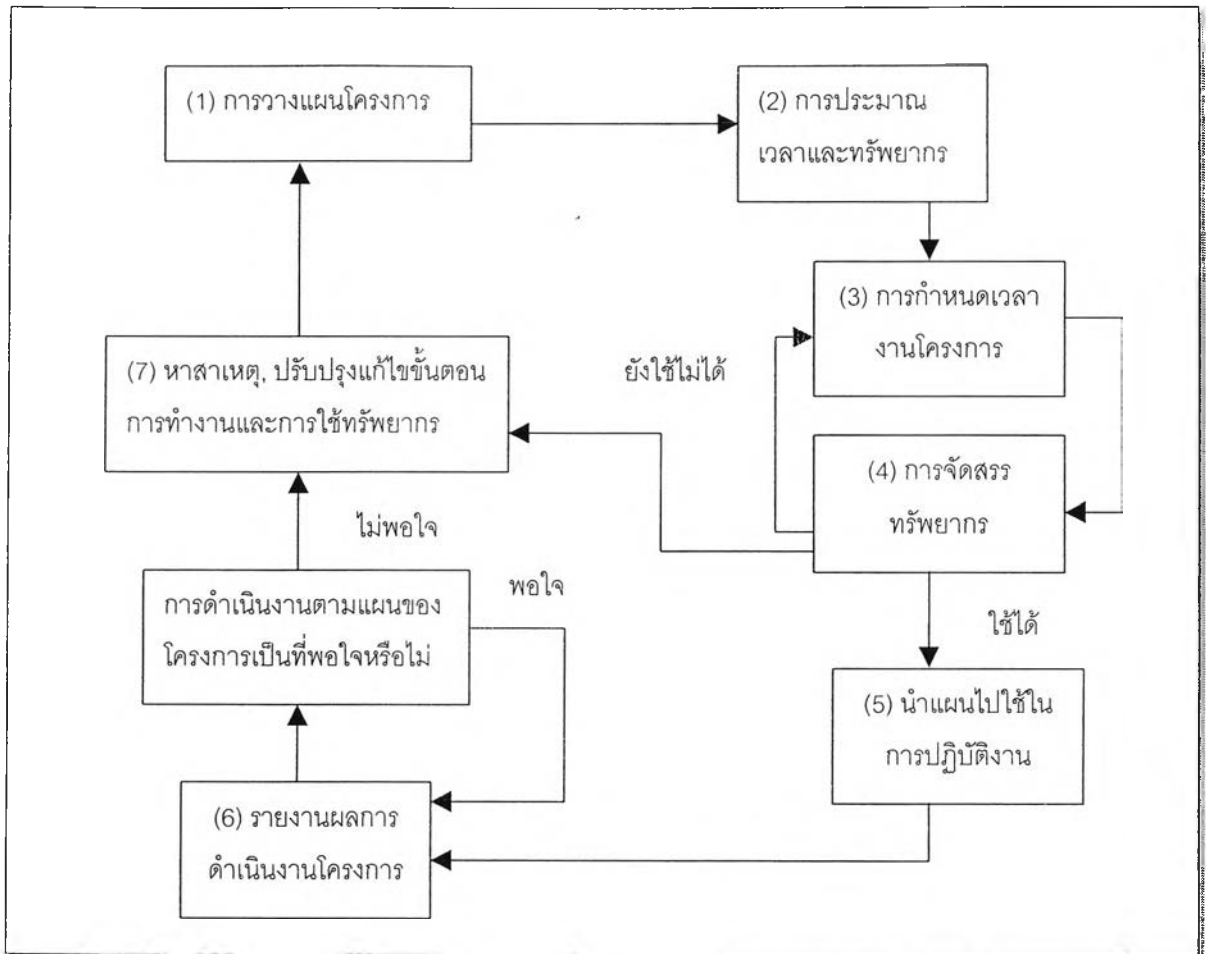 (1) การวางแผนโครงการ
(2) การประมาณ
เวลาและทรัพยากร
(3) การกำหนดเวลา
งานโครงการ
(7) หาสาเหตุ, ปรับปรุงแก้ไขขั้นตอน
การทำงานและการใช้ทรัพยากร
ยังใช้ไม่ได้
(4) การจัดสรร
ทรัพยากร
ไม่พอใจ
พอใจ
การดำเนินงานตามแผนของ
โครงการเป็นที่พอใจหรือไม่
ใช้ได้
(5) นำแผนไปใช้ใน
การปฏิบัติงาน
(6) รายงานผลการ
ดำเนินงานโครงการ